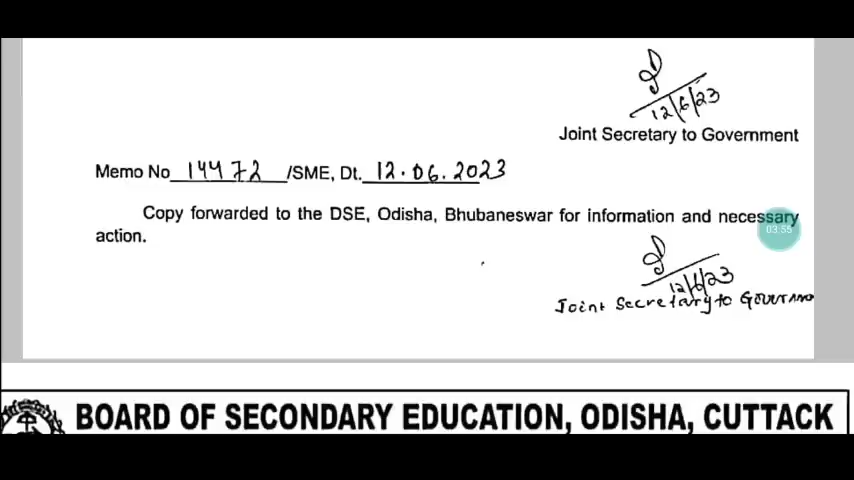 12/6/23
Joint Secretary to Government
Memo No 14472 /SME, Dt. 12.06.2023
Copy forwarded to the DSE, Odisha, Bhubaneswar for information and necessary
action.
03:55
12/6/23
Joint Secretary to
BOARD OF SECONDARY EDUCATION, ODISHA, CUTTACK